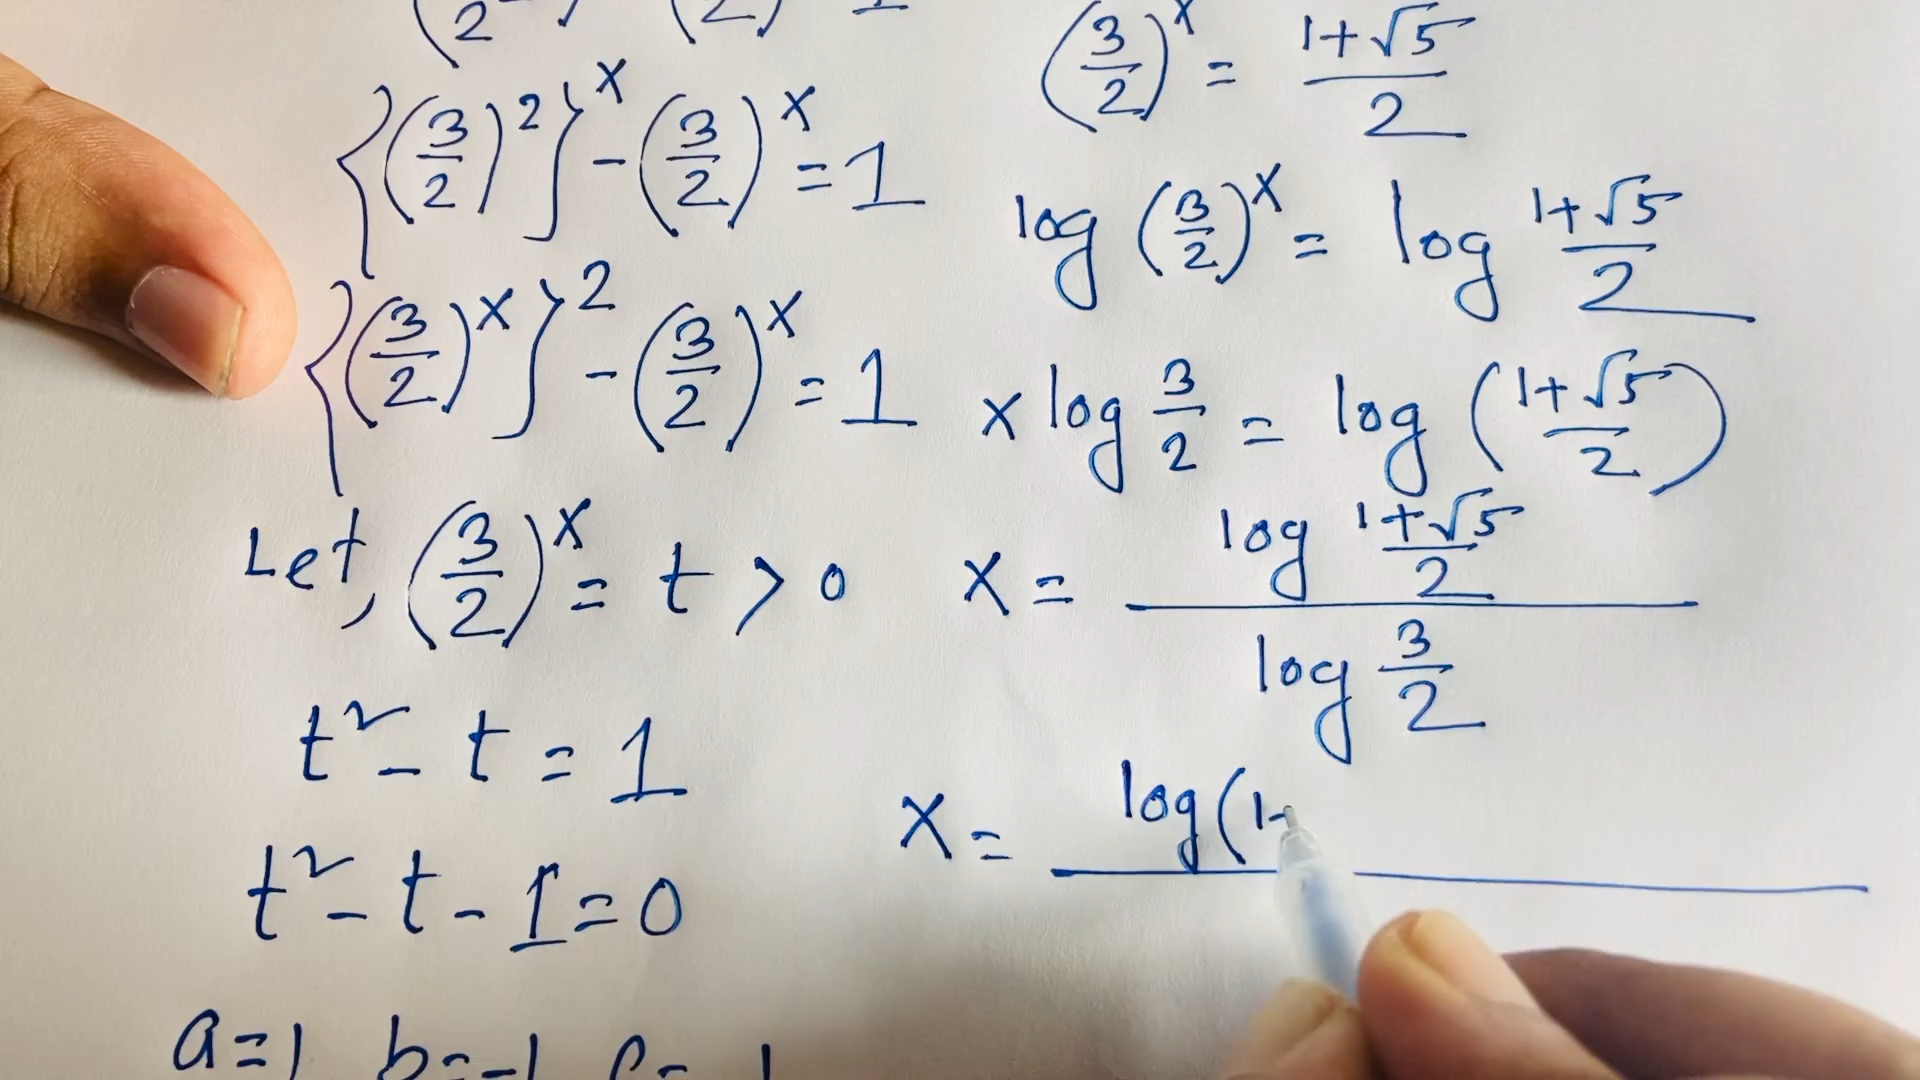 {(3/2)²}^x - (3/2)^x = 1
{(3/2)^x}² - (3/2)^x = 1
Let, (3/2)^x = t > 0
t² - t = 1
t² - t - 1 = 0
a=1
(3/2)^x = (1+√5)/2
log (3/2)^x = log (1+√5)/2
x log 3/2 = log ((1+√5)/2)
x = (log (1+√5)/2)/(log 3/2)
x = log(1